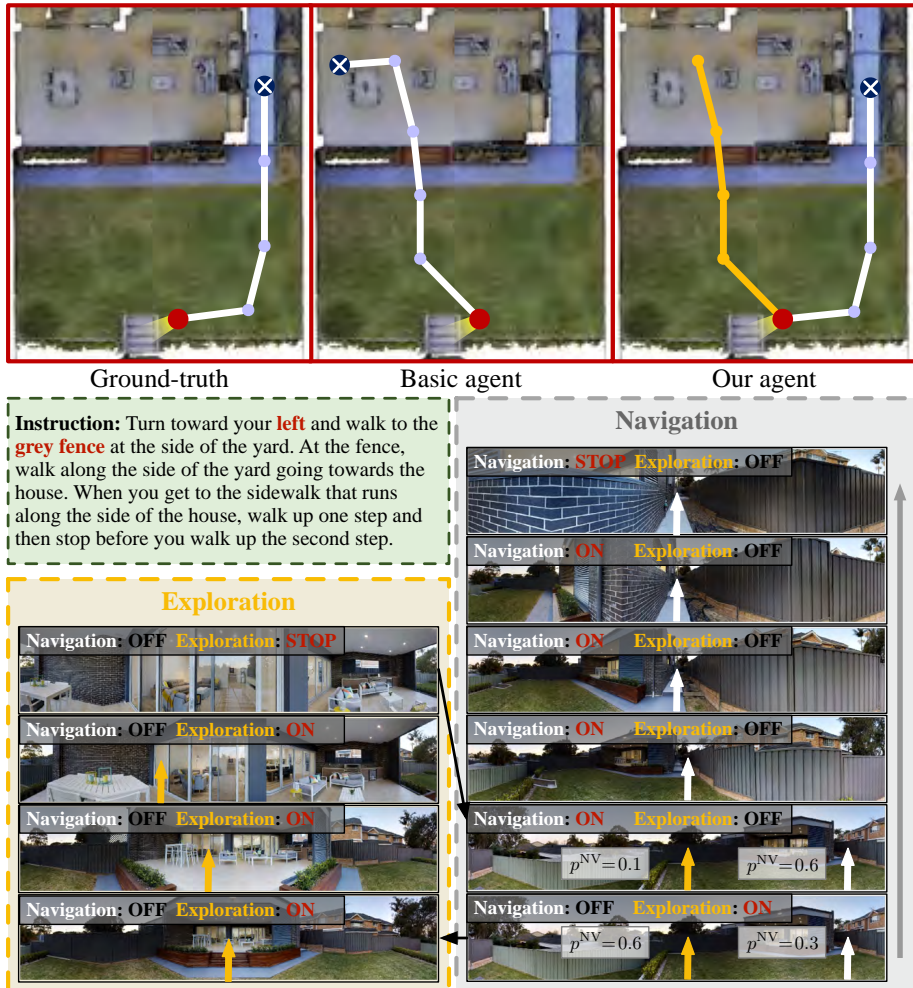 Ground-truth
Basic agent
Our agent
Instruction: Turn toward your left and walk to the
grey fence at the side of the yard. At the fence,
walk along the side of the yard going towards the
house. When you get to the sidewalk that runs
along the side of the house, walk up one step and
then stop before you walk up the second step.
Exploration
Navigation: OFF Exploration: STOP
Navigation: OFF Exploration: ON
Navigation: OFF Exploration: ON
Navigation: OFF Exploration: ON
Navigation
Navigation: STOP Exploration: OFF
Navigation: ON Exploration: OFF
Navigation: ON Exploration: OFF
Navigation: ON Exploration: OFF
Navigation: ON Exploration: OFF
p^NV=0.1
p^NV=0.6
Navigation: OFF Exploration: ON
p^NV=0.6
p^NV=0.3